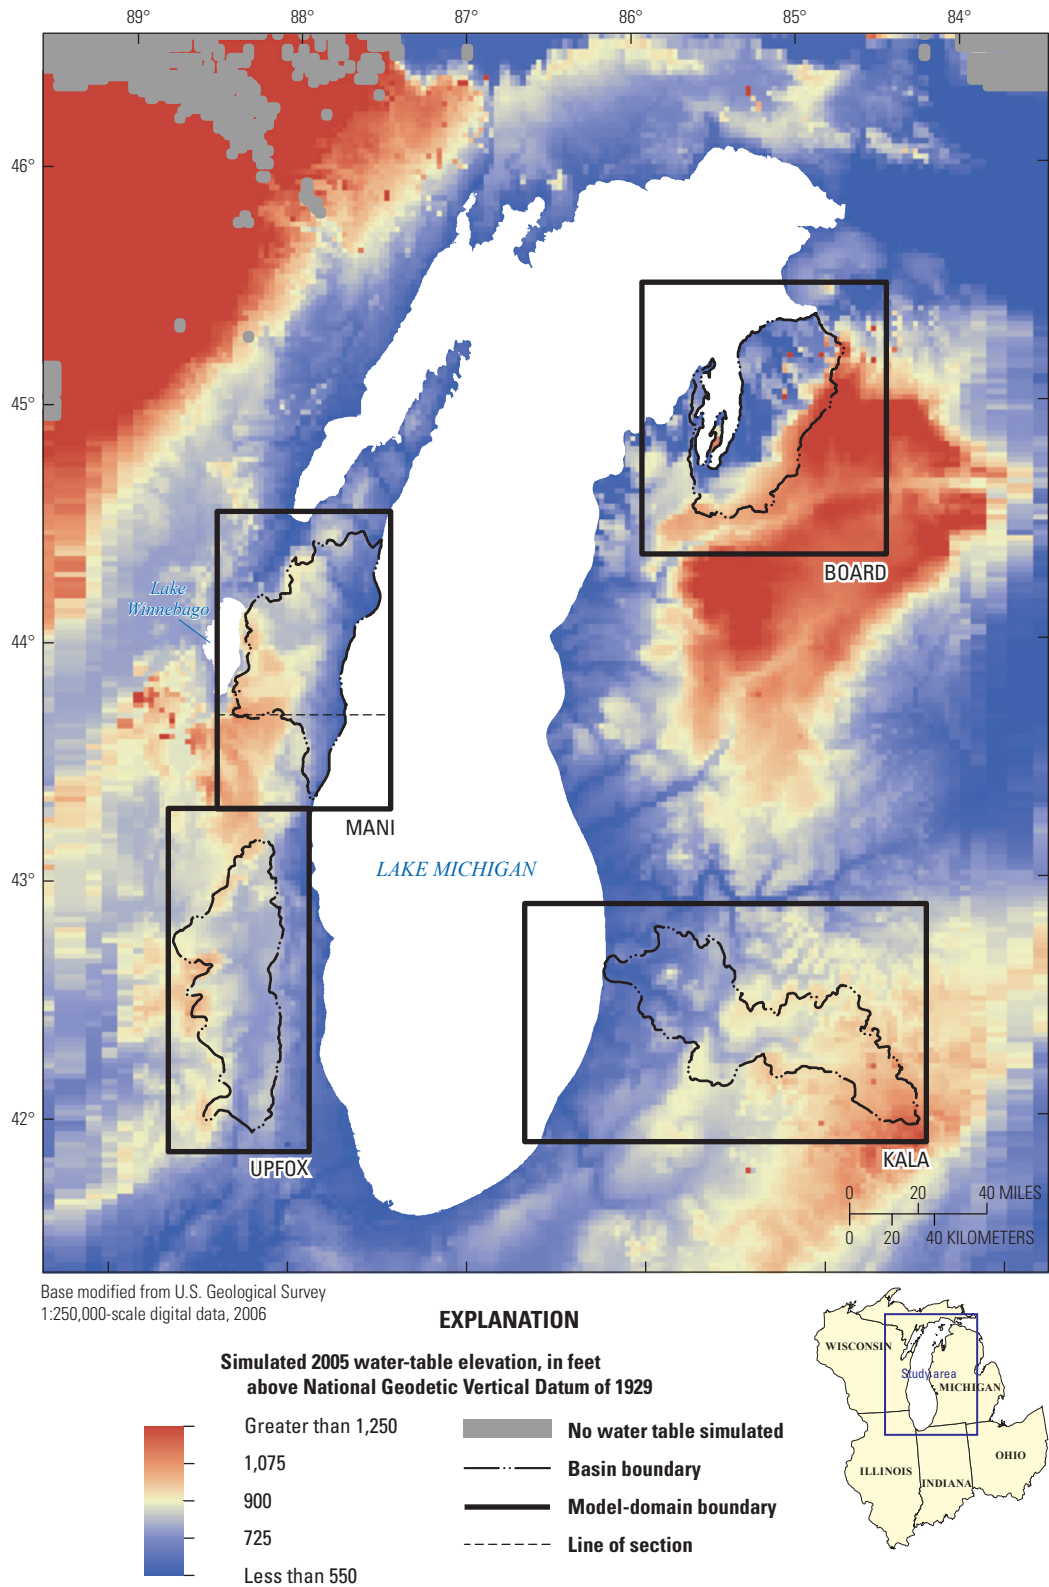 89°
88°
87°
86°
85°
84°
46°
45°
44°
43°
42°
BOARD
Lake
Winnebago
MANI
LAKE MICHIGAN
UPFOX
KALA
0 20 40 MILES
0 20 40 KILOMETERS
Base modified from U.S. Geological Survey
1:250,000-scale digital data, 2006
EXPLANATION
Simulated 2005 water-table elevation, in feet
above National Geodetic Vertical Datum of 1929
Greater than 1,250
1,075
900
725
Less than 550
No water table simulated
Basin boundary
Model-domain boundary
Line of section
WISCONSIN
Study area
MICHIGAN
ILLINOIS
INDIANA
OHIO